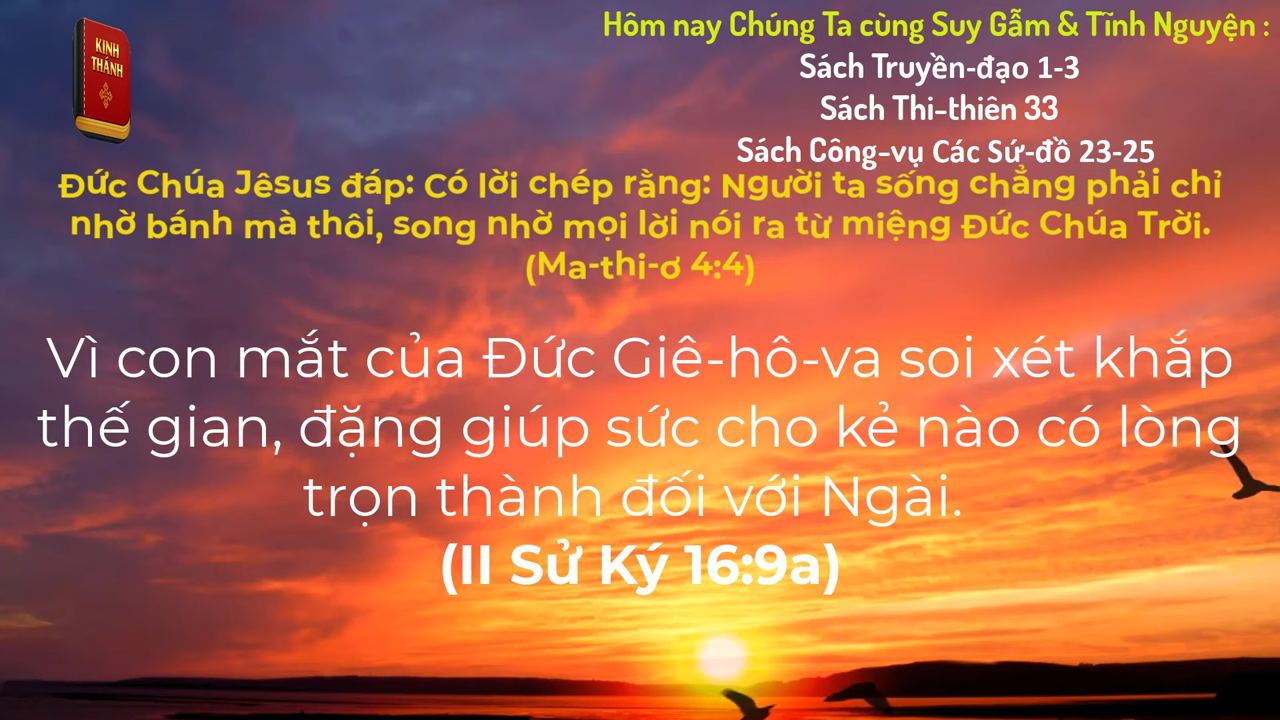 KINH
THÁNH
Hôm nay Chúng Ta cùng Suy Gẫm & Tĩnh Nguyện :
Sách Truyền-đạo 1-3
Sách Thi-thiên 33
Sách Công-vụ Các Sứ-đồ 23-25
Đức Chúa Jêsus đáp: Có lời chép rằng: Người ta sống chẳng phải chỉ
nhờ bánh mà thôi, song nhờ mọi lời nói ra từ miệng Đức Chúa Trời.
(Ma-thi-ơ 4:4)
Vì con mắt của Đức Giê-hô-va soi xét khắp
thế gian, đặng giúp sức cho kẻ nào có lòng
trọn thành đối với Ngài.
(II Sử Ký 16:9a)